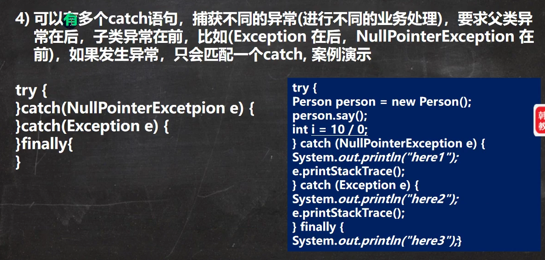 4) 可以有多个catch语句，捕获不同的异常(进行不同的业务处理)，要求父类异
常在后，子类异常在前，比如(Exception 在后，NullPointerException 在
前)，如果发生异常，只会匹配一个catch, 案例演示
try {
}catch(NullPointerExcetpion e) {
}catch(Exception e) {
}finally{
}
try {
Person person = new Person();
person.say();
int i = 10 / 0;
} catch (NullPointerException e) {
System.out.println("here1");
e.printStackTrace();
} catch (Exception e) {
System.out.println("here2");
e.printStackTrace();
} finally {
System.out.println("here3");}
韩
教